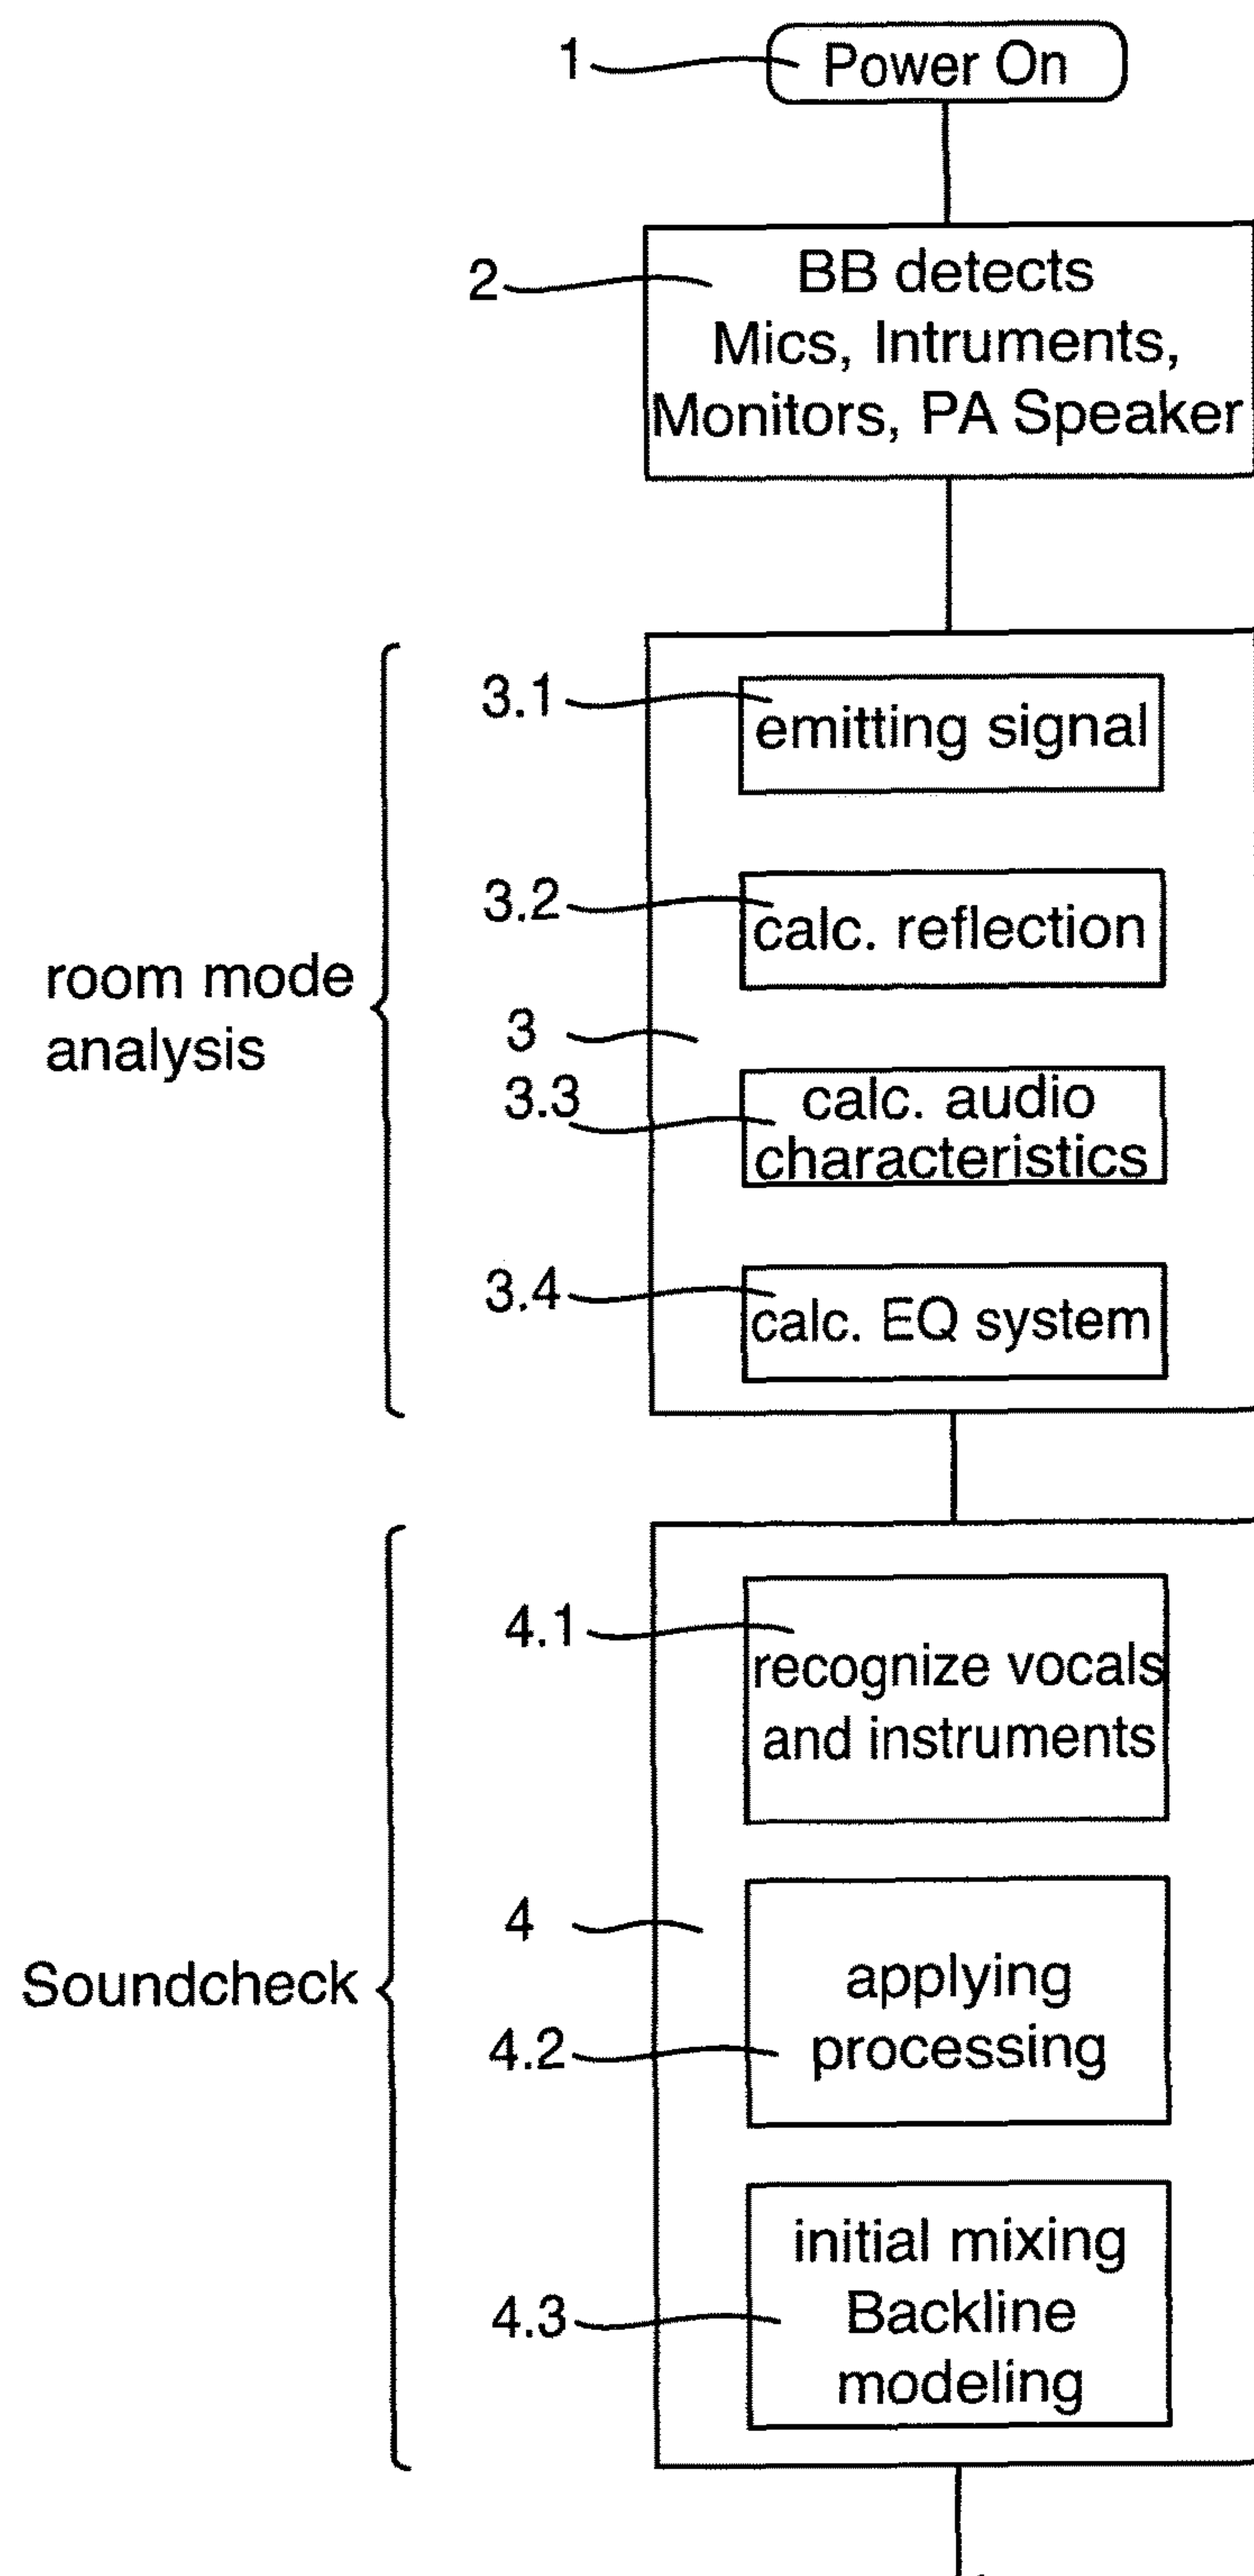 1
Power On
2
BB detects
Mics, Intruments,
Monitors, PA Speaker
room mode
analysis
3.1
emitting signal
3.2
calc. reflection
3
3.3
calc. audio
characteristics
3.4
calc. EQ system
Soundcheck
4.1
recognize vocals
and instruments
4
4.2
applying
processing
4.3
initial mixing
Backline
modeling